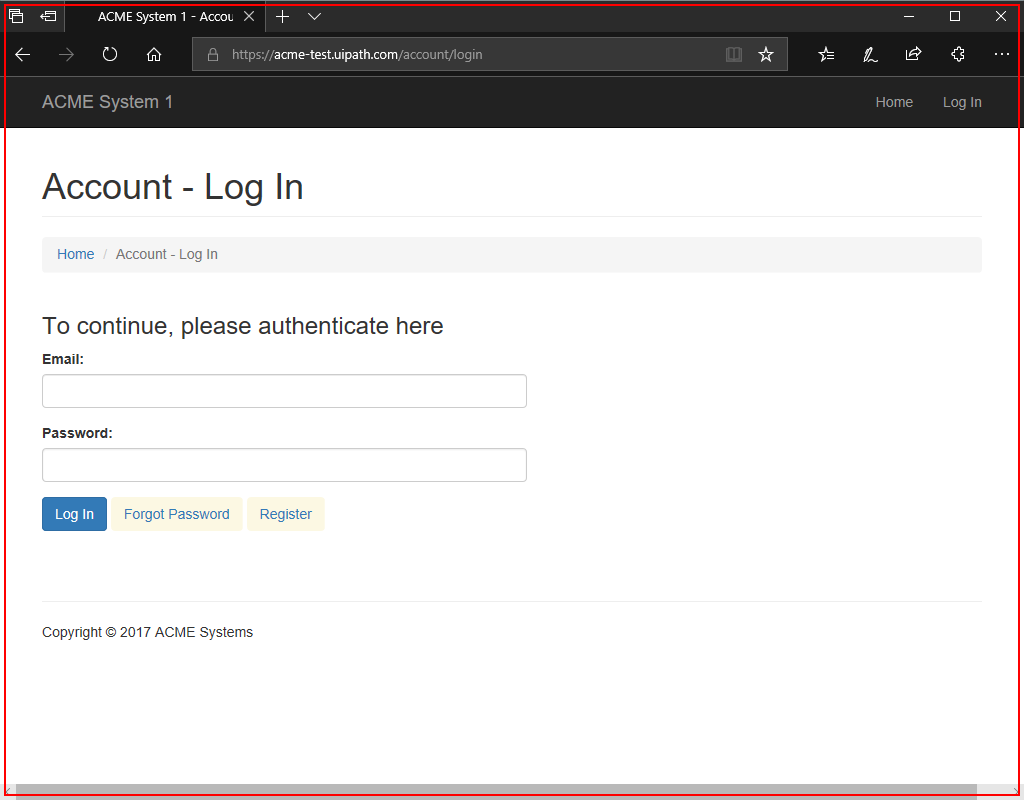 ACME System 1 - Accou
https://acme-test.uipath.com/account/login
ACME System 1
Home
Log In
Account - Log In
Home / Account - Log In
To continue, please authenticate here
Email:
Password:
Log In
Forgot Password
Register
Copyright © 2017 ACME Systems